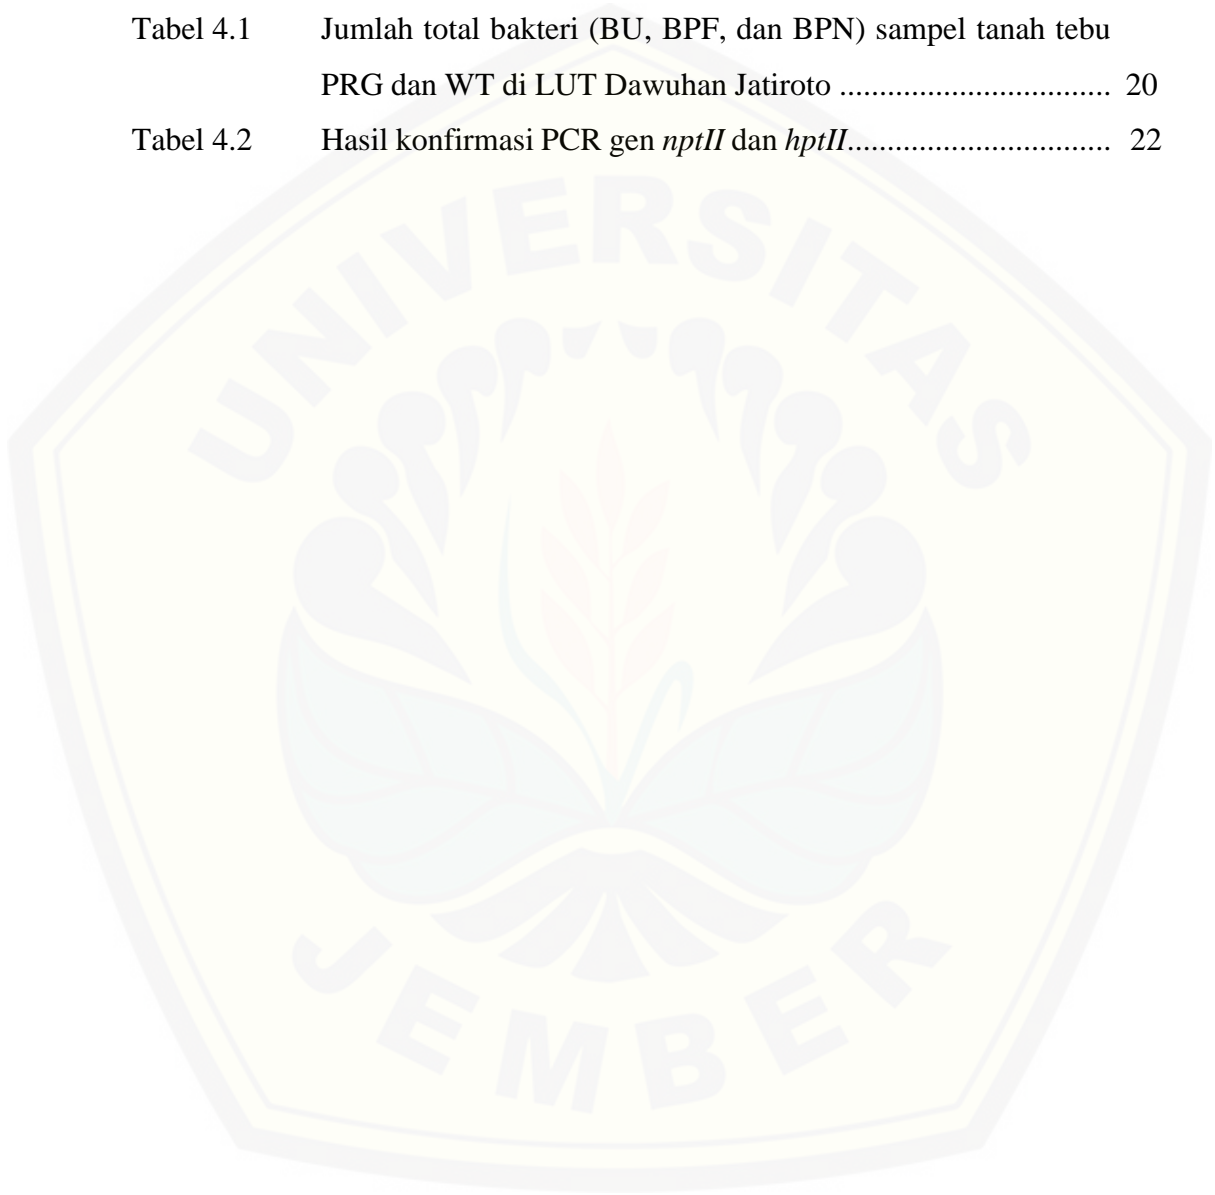 Tabel 4.1 Jumlah total bakteri (BU, BPF, dan BPN) sampel tanah tebu
PRG dan WT di LUT Dawuhan Jatiroto .................................. 20
Tabel 4.2 Hasil konfirmasi PCR gen nptII dan hptII................................. 22
UNIVERSITAS
JEMBER